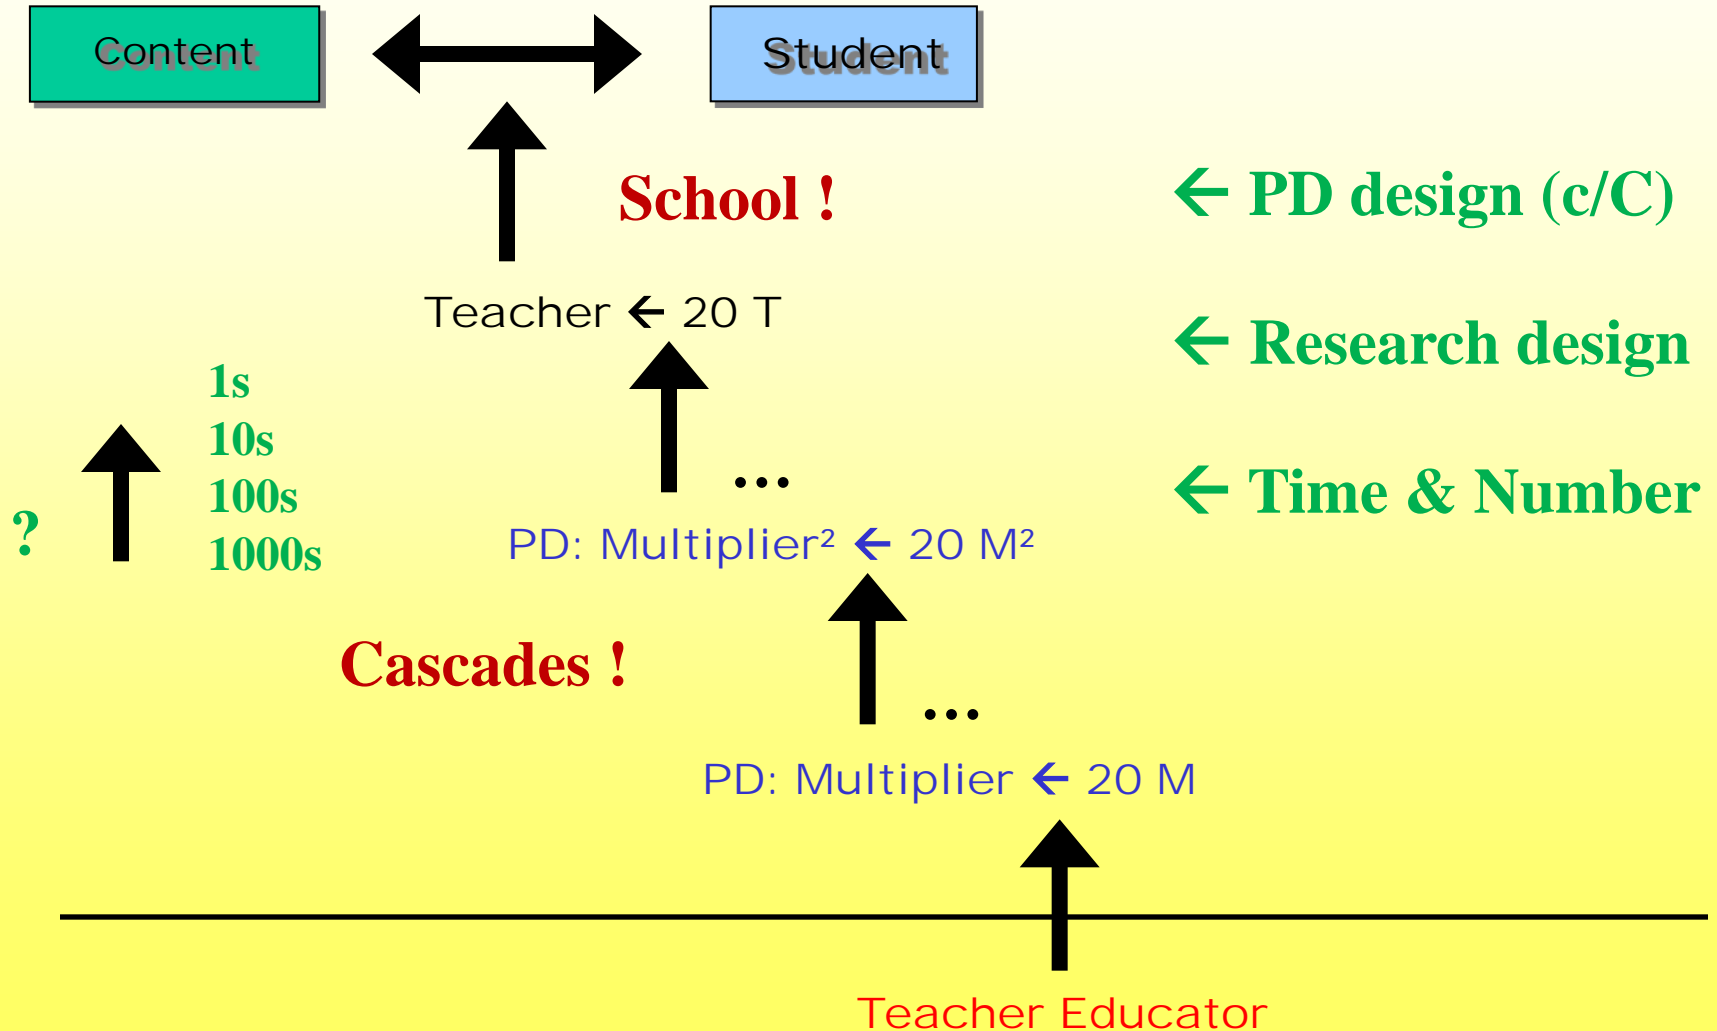 Content
Student
School !
← PD design (c/C)
Teacher ← 20 T
← Research design
1s
10s
100s
1000s
?
...
← Time & Number
PD: Multiplier² ← 20 M²
Cascades !
...
PD: Multiplier ← 20 M
Teacher Educator